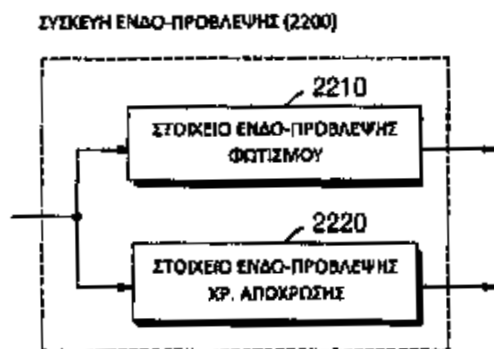 ΣΥΣΚΕΥΗ ΕΝΔΟ-ΠΡΟΒΛΕΨΗΣ (2200)
2210
ΣΤΟΙΧΕΙΟ ΕΝΔΟ-ΠΡΟΒΛΕΨΗΣ
ΦΩΤΙΣΜΟΥ
2220
ΣΤΟΙΧΕΙΟ ΕΝΔΟ-ΠΡΟΒΛΕΨΗΣ
ΧΡ. ΑΠΟΧΡΩΣΗΣ